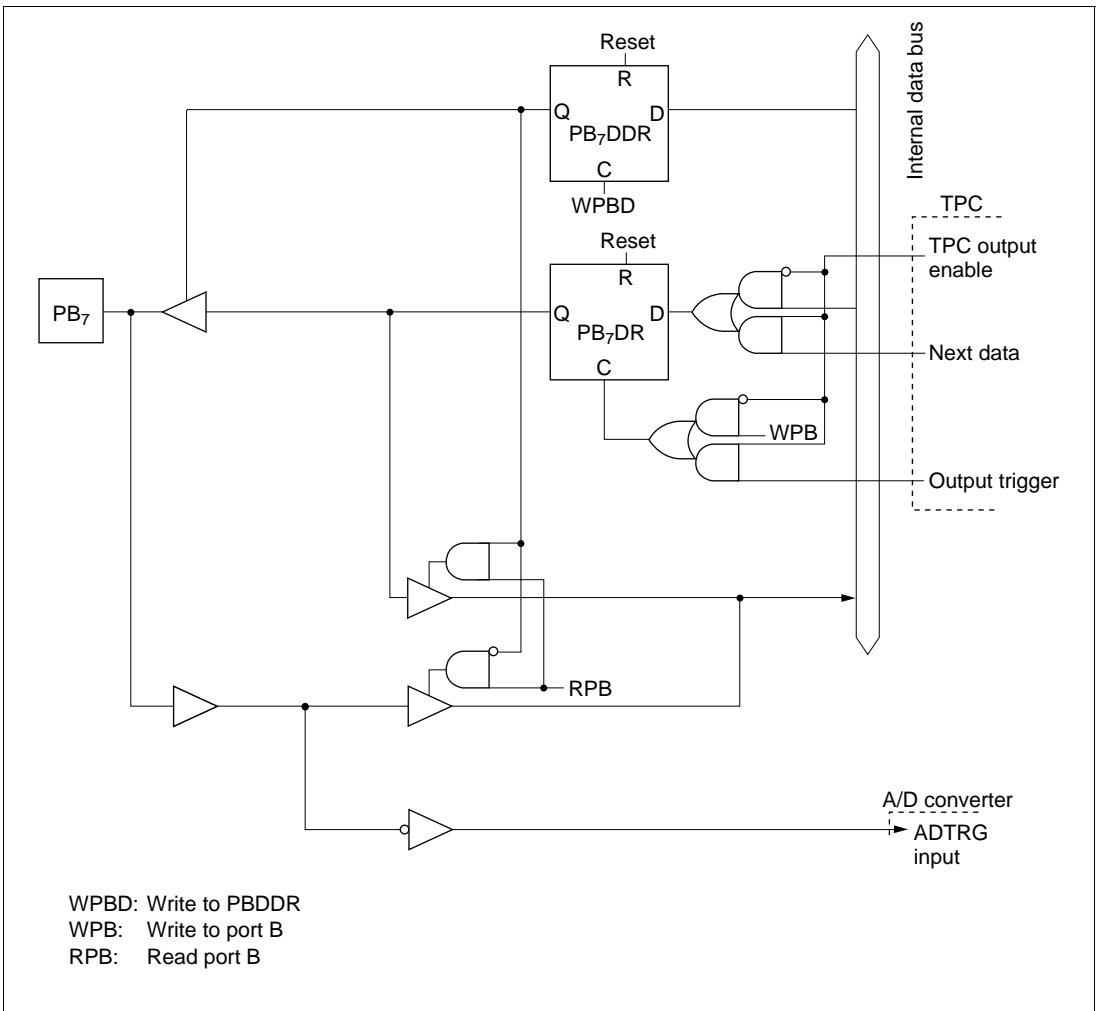 Reset
R
Q
D
PB7DDR
C
WPBD
Internal data bus
TPC
TPC output
enable
Reset
R
PB7
Q
D
PB7DR
C
Next data
WPB
Output trigger
RPB
A/D converter
ADTRG
input
WPBD: Write to PBDDR
WPB: Write to port B
RPB: Read port B